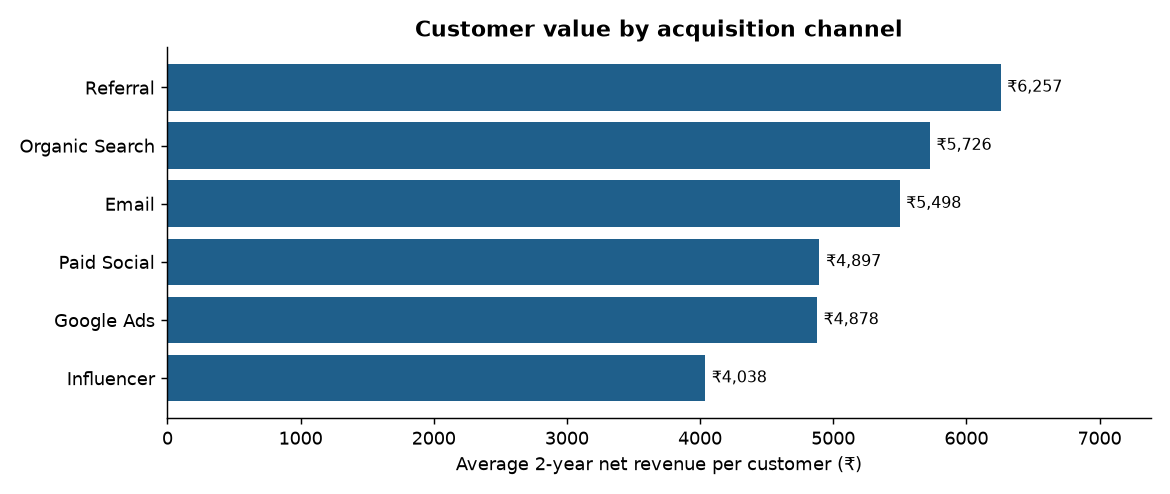 Customer value by acquisition channel
Referral ₹6,257
Organic Search ₹5,726
Email ₹5,498
Paid Social ₹4,897
Google Ads ₹4,878
Influencer ₹4,038
0 1000 2000 3000 4000 5000 6000 7000
Average 2-year net revenue per customer (₹)